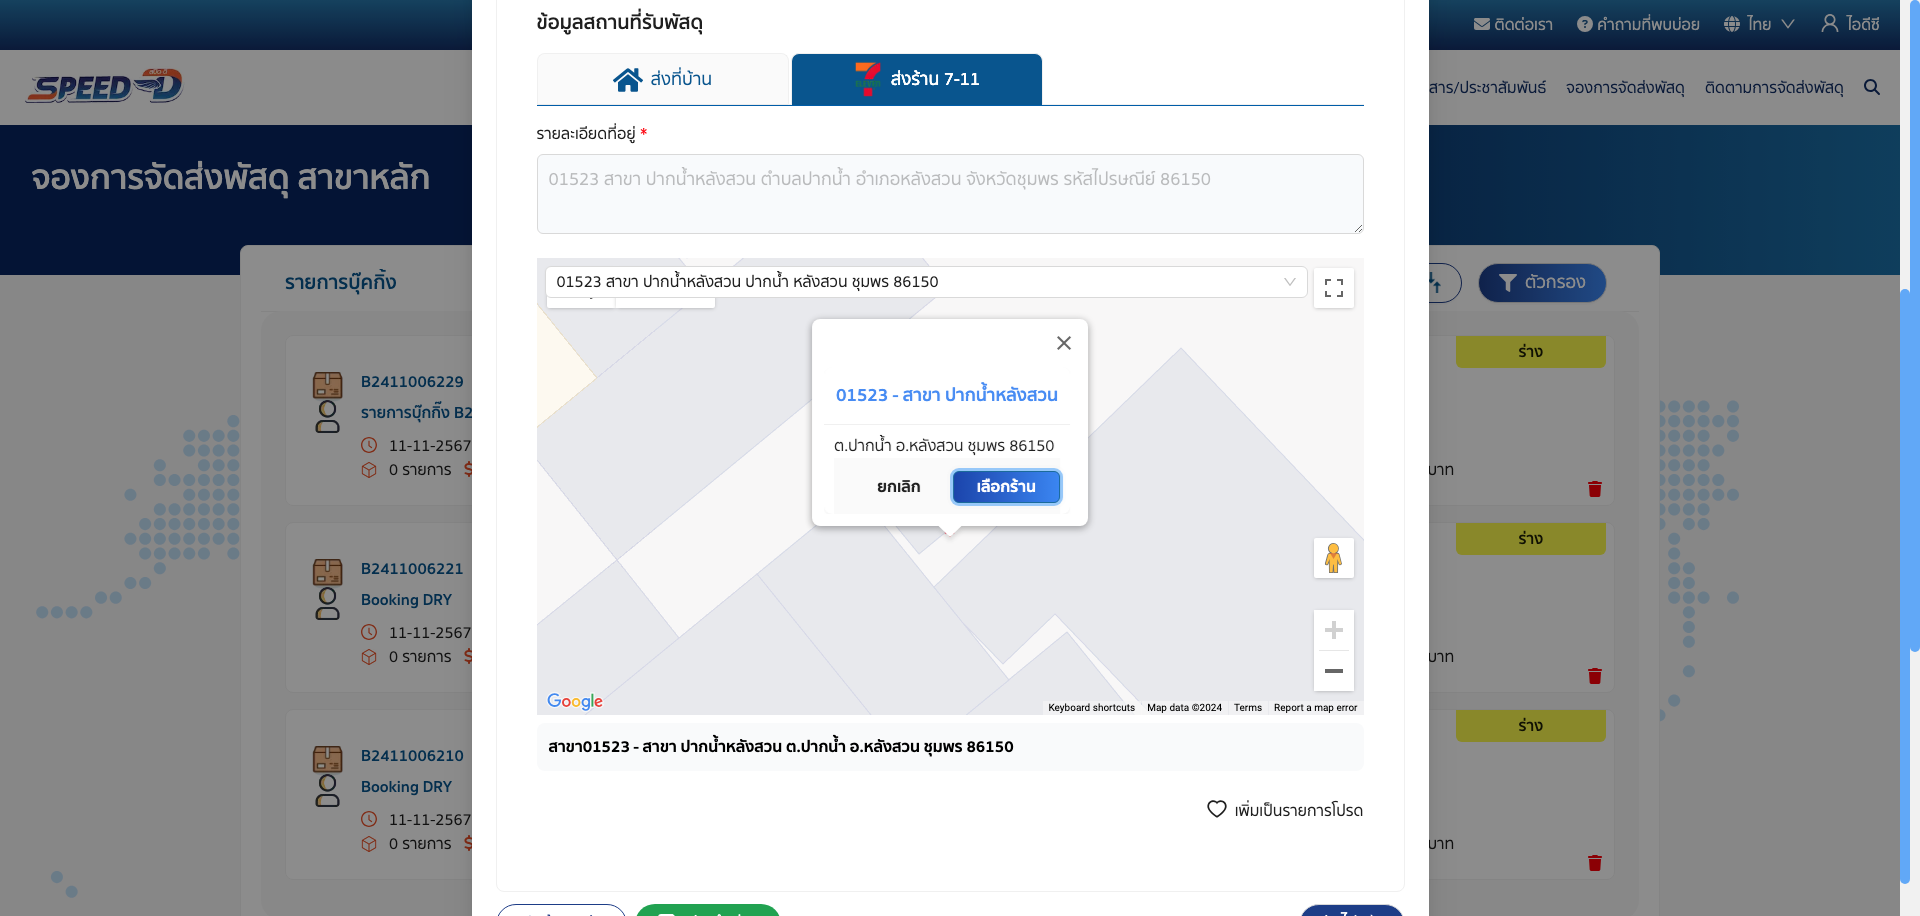 ข้อมูลสถานที่รับพัสดุ
ติดต่อเรา
คำถามที่พบบ่อย
ไทย
ไอดีซี
SPEED-D
ส่งที่บ้าน
ส่งร้าน 7-11
สาร/ประชาสัมพันธ์
จองการจัดส่งพัสดุ
ติดตามการจัดส่งพัสดุ
รายละเอียดที่อยู่ *
จองการจัดส่งพัสดุ สาขาหลัก
01523 สาขา ปากน้ำหลังสวน ตำบลปากน้ำ อำเภอหลังสวน จังหวัดชุมพร รหัสไปรษณีย์ 86150
รายการบุ๊คกิ้ง
01523 สาขา ปากน้ำหลังสวน ปากน้ำ หลังสวน ชุมพร 86150
ตัวกรอง
B2411006229
รายการบุ๊กกิ๊ง B2
11-11-2567
0 รายการ
ร่าง
บาท
01523 - สาขา ปากน้ำหลังสวน
ต.ปากน้ำ อ.หลังสวน ชุมพร 86150
ยกเลิก
เลือกร้าน
B2411006221
Booking DRY
11-11-2567
0 รายการ
ร่าง
บาท
Google
Keyboard shortcuts
Map data ©2024
Terms
Report a map error
B2411006210
Booking DRY
11-11-2567
0 รายการ
ร่าง
บาท
สาขา01523 - สาขา ปากน้ำหลังสวน ต.ปากน้ำ อ.หลังสวน ชุมพร 86150
เพิ่มเป็นรายการโปรด